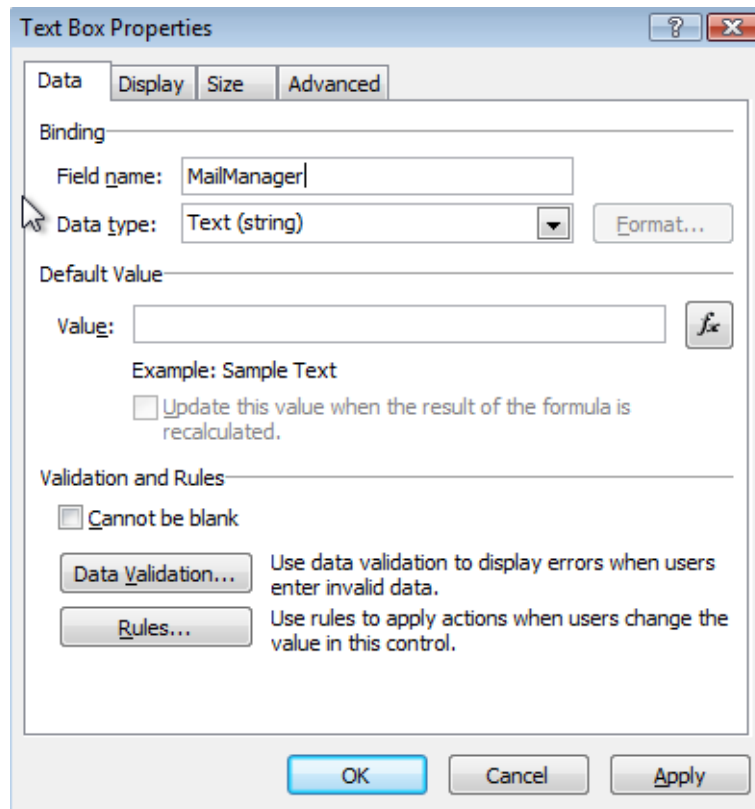 Text Box Properties
?
Data Display Size Advanced
Binding
Field name: MailManager
Data type: Text (string) Format...
Default Value
Value: fx
Example: Sample Text
Update this value when the result of the formula is
recalculated.
Validation and Rules
Cannot be blank
Data Validation... Use data validation to display errors when users
enter invalid data.
Rules... Use rules to apply actions when users change the
value in this control.
OK Cancel Apply